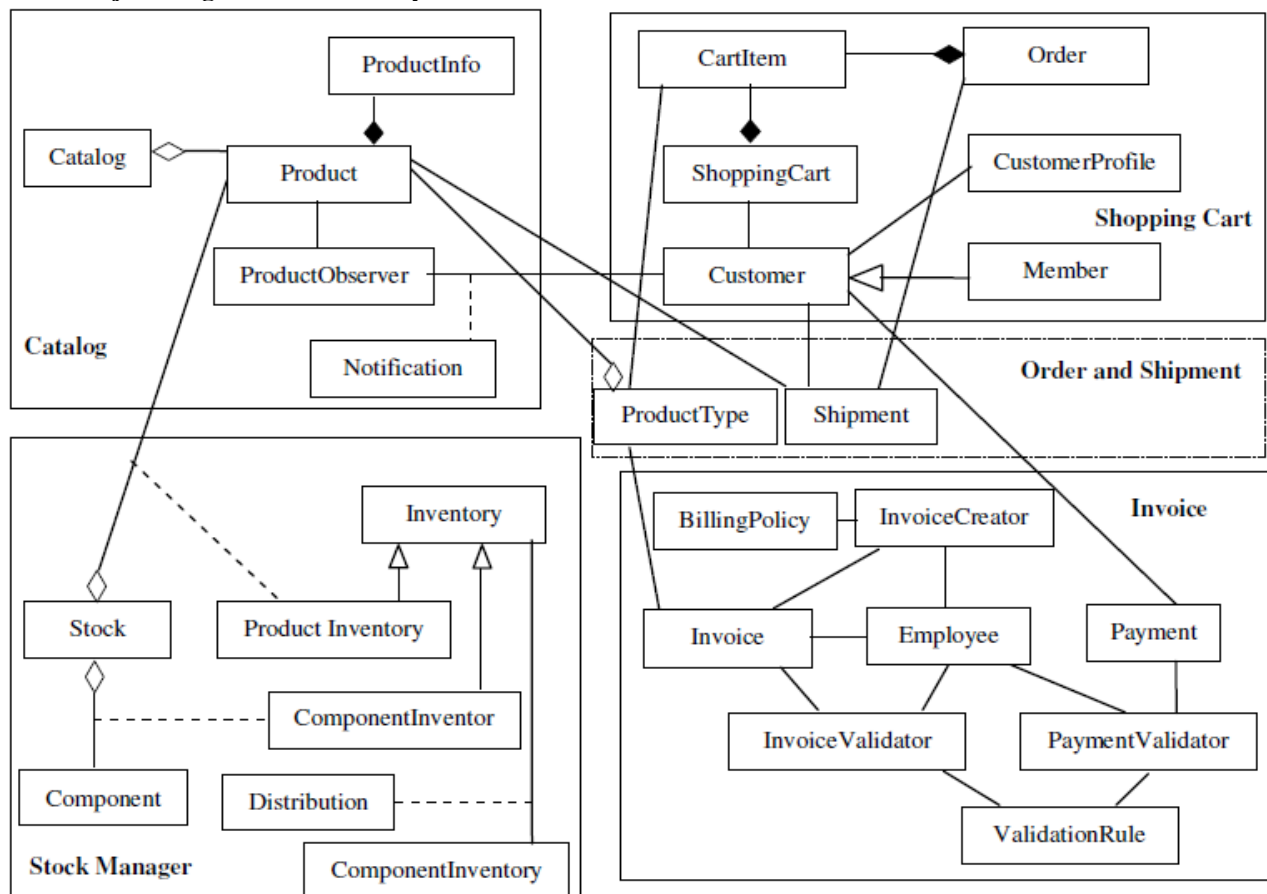 ProductInfo
Catalog
Product
ProductObserver
Notification
Catalog
CartItem
Order
ShoppingCart
CustomerProfile
Shopping Cart
Customer
Member
Order and Shipment
ProductType
Shipment
Inventory
Stock
Product Inventory
ComponentInventor
Component
Distribution
ComponentInventory
Stock Manager
BillingPolicy
InvoiceCreator
Invoice
Invoice
Employee
Payment
InvoiceValidator
PaymentValidator
ValidationRule